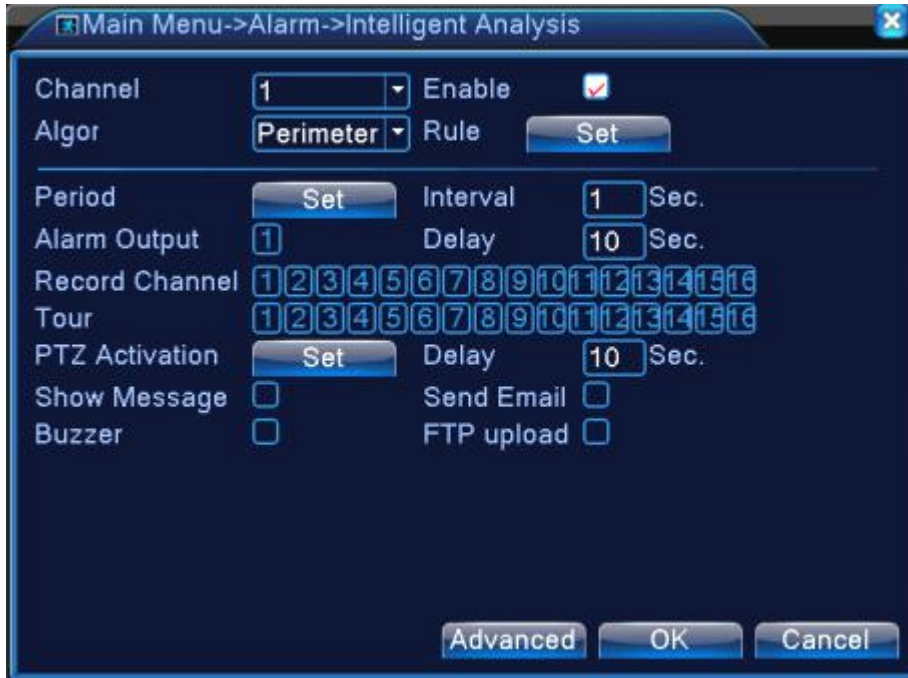 Main Menu->Alarm->Intelligent Analysis
Channel 1 Enable
Algor Perimeter Rule Set
Period Set Interval 1 Sec.
Alarm Output 1 Delay 10 Sec.
Record Channel 1 2 3 4 5 6 7 8 9 10 11 12 13 14 15 16
Tour 1 2 3 4 5 6 7 8 9 10 11 12 13 14 15 16
PTZ Activation Set Delay 10 Sec.
Show Message Send Email
Buzzer FTP upload
Advanced OK Cancel